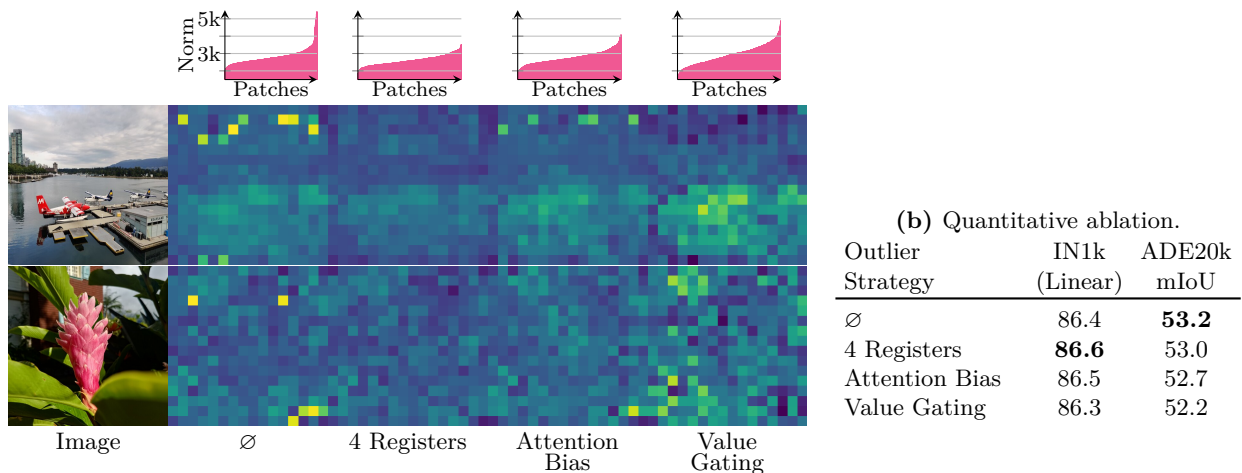 5k
3k
Norm
Patches Patches Patches Patches
Image ∅ 4 Registers Attention Bias Value Gating
(b) Quantitative ablation.
Outlier Strategy IN1k (Linear) ADE20k mIoU
∅ 86.4 53.2
4 Registers 86.6 53.0
Attention Bias 86.5 52.7
Value Gating 86.3 52.2